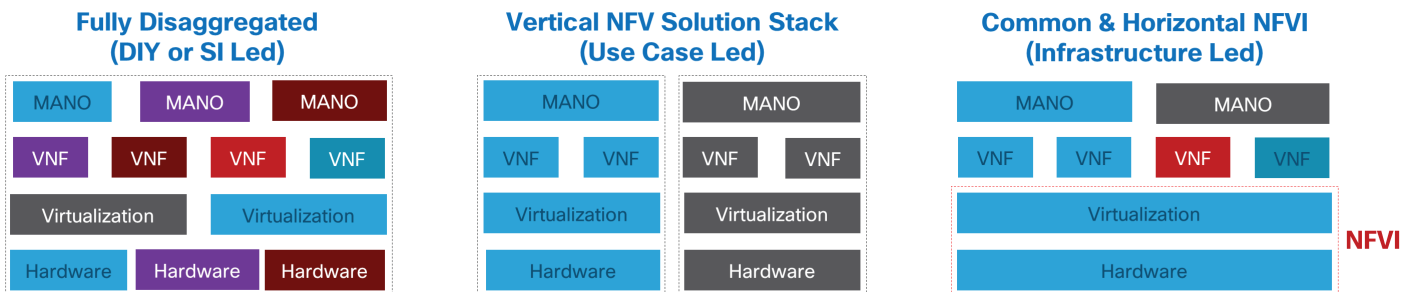 Fully Disaggregated
(DIY or SI Led)
MANO MANO MANO
VNF VNF VNF VNF
Virtualization Virtualization
Hardware Hardware Hardware
Vertical NFV Solution Stack
(Use Case Led)
MANO MANO
VNF VNF VNF VNF
Virtualization Virtualization
Hardware Hardware
Common & Horizontal NFVI
(Infrastructure Led)
MANO MANO
VNF VNF VNF VNF
Virtualization
NFVI
Hardware